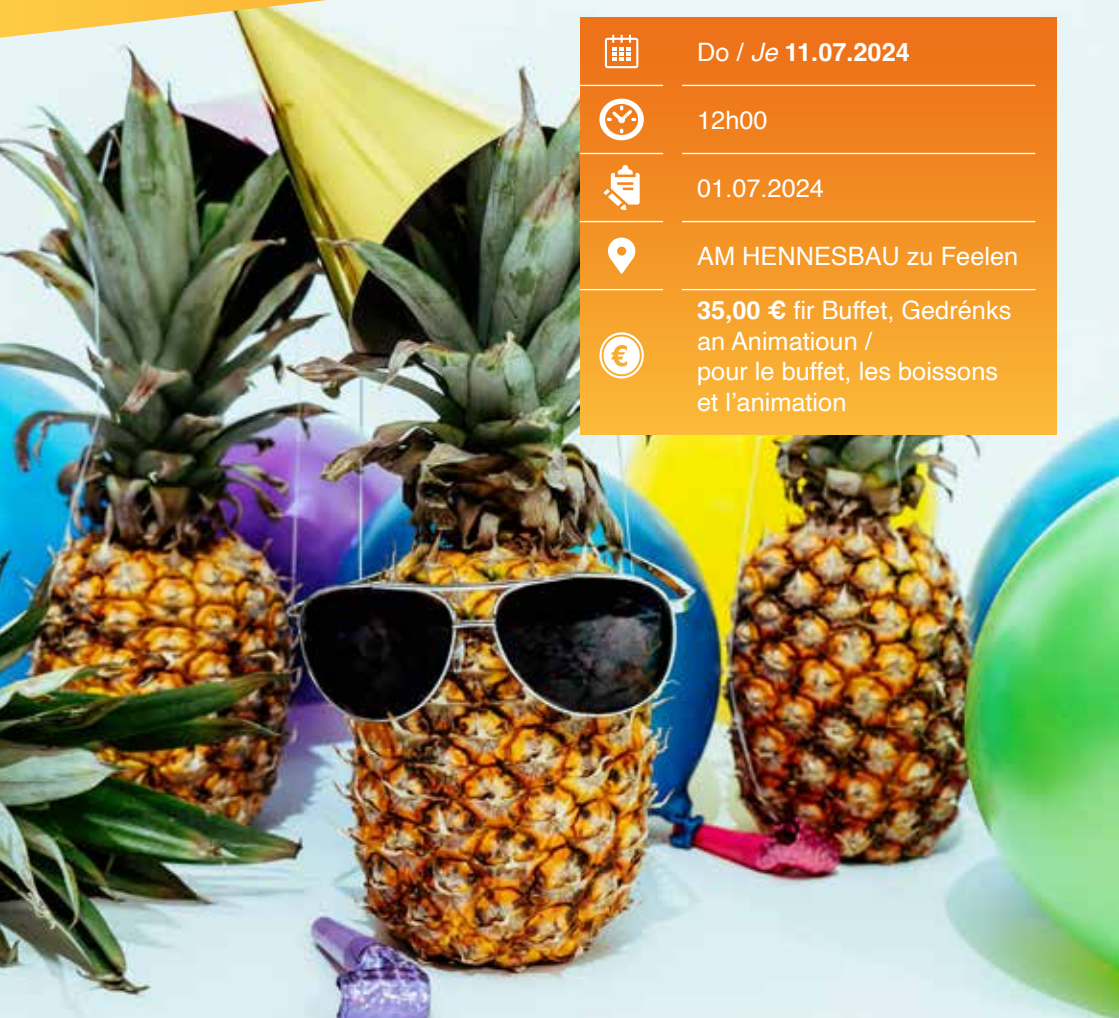 Do / Je 11.07.2024
12h00
01.07.2024
AM HENNESBAU zu Feelen
35,00 € fir Buffet, Gedrénks
an Animatioun /
pour le buffet, les boissons
et l’animation